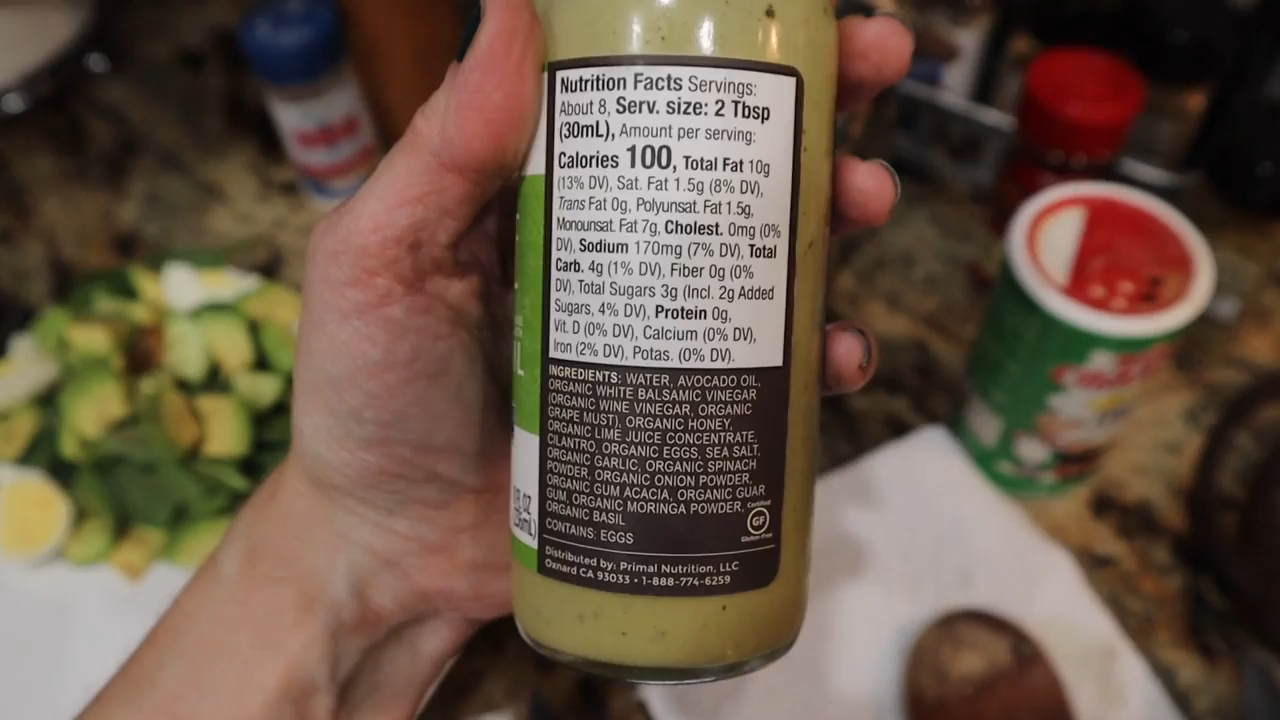 Nutrition Facts Servings:
About 8, Serv. size: 2 Tbsp
(30mL), Amount per serving:
Calories 100, Total Fat 10g
(13% DV), Sat. Fat 1.5g (8% DV),
Trans Fat 0g, Polyunsat. Fat 1.5g,
Monounsat. Fat 7g, Cholest. 0mg (0%
DV), Sodium 170mg (7% DV), Total
Carb. 4g (1% DV), Fiber 0g (0%
DV), Total Sugars 3g (Incl. 2g Added
Sugars, 4% DV), Protein 0g,
Vit. D (0% DV), Calcium (0% DV),
Iron (2% DV), Potas. (0% DV).
INGREDIENTS: WATER, AVOCADO OIL,
ORGANIC WHITE BALSAMIC VINEGAR
(ORGANIC WINE VINEGAR, ORGANIC
GRAPE MUST), ORGANIC HONEY,
ORGANIC LIME JUICE CONCENTRATE,
CILANTRO, ORGANIC EGGS, SEA SALT,
ORGANIC GARLIC, ORGANIC SPINACH
POWDER, ORGANIC ONION POWDER,
ORGANIC GUM ACACIA, ORGANIC GUAR
GUM, ORGANIC MORINGA POWDER,
ORGANIC BASIL
CONTAINS: EGGS
Certified
GF
Gluten-Free
Distributed by: Primal Nutrition, LLC
Oxnard CA 93033 • 1-888-774-6259